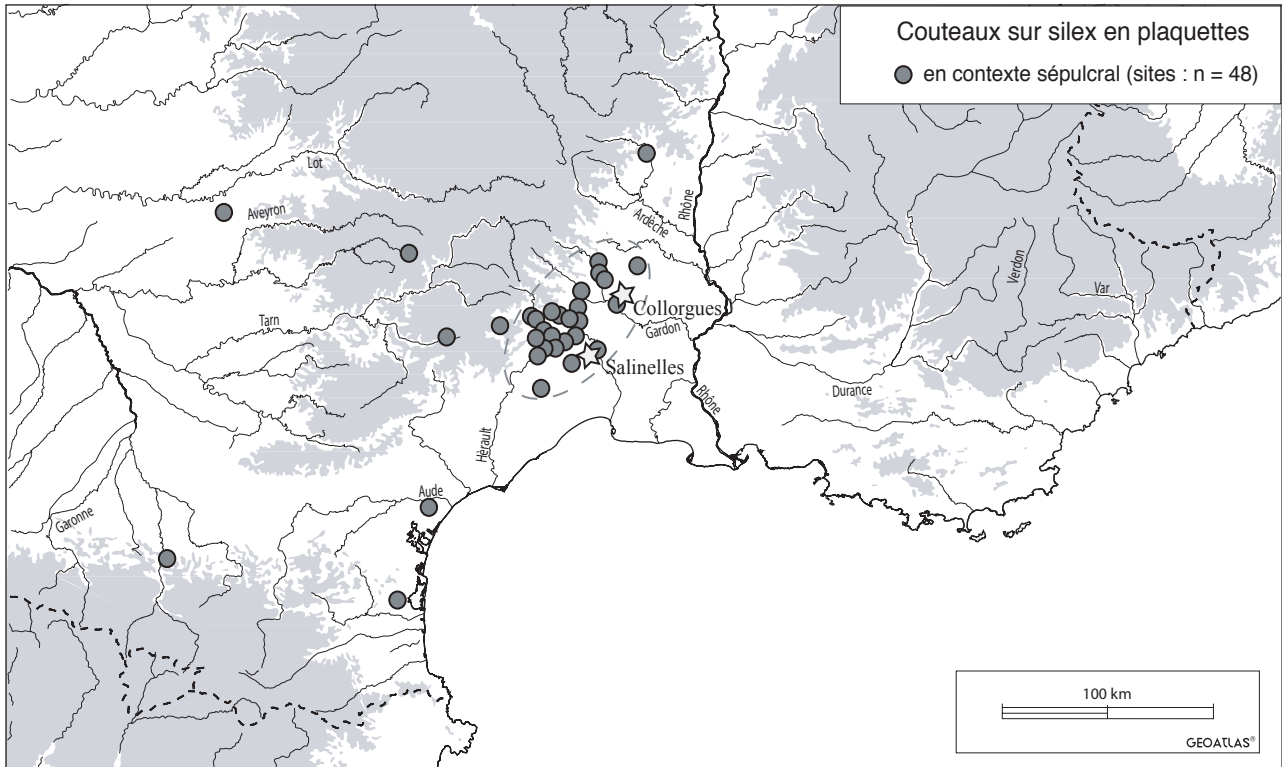 Couteaux sur silex en plaquettes
en contexte sépulcral (sites : n = 48)
Lot
Aveyron
Ardèche
Rhône
Verdon
Var
Tarn
Collorgues
Gardon
Salinelles
Durance
Rhône
Hérault
Aude
Garonne
100 km
GEOATLAS®